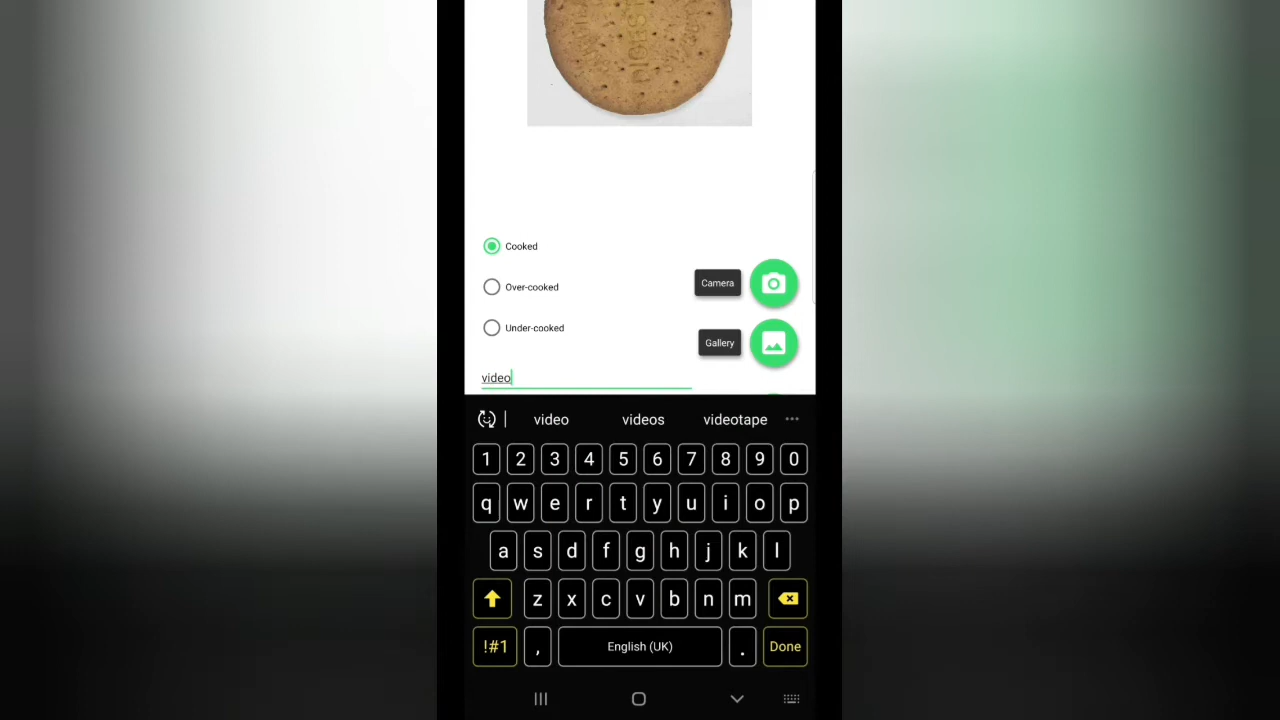 DIGEST
Cooked
Camera
Over-cooked
Gallery
Under-cooked
video
video videos videotape ...
1 2 3 4 5 6 7 8 9 0
q w e r t y u i o p
a s d f g h j k l
z x c v b n m
!#1 , English (UK) . Done